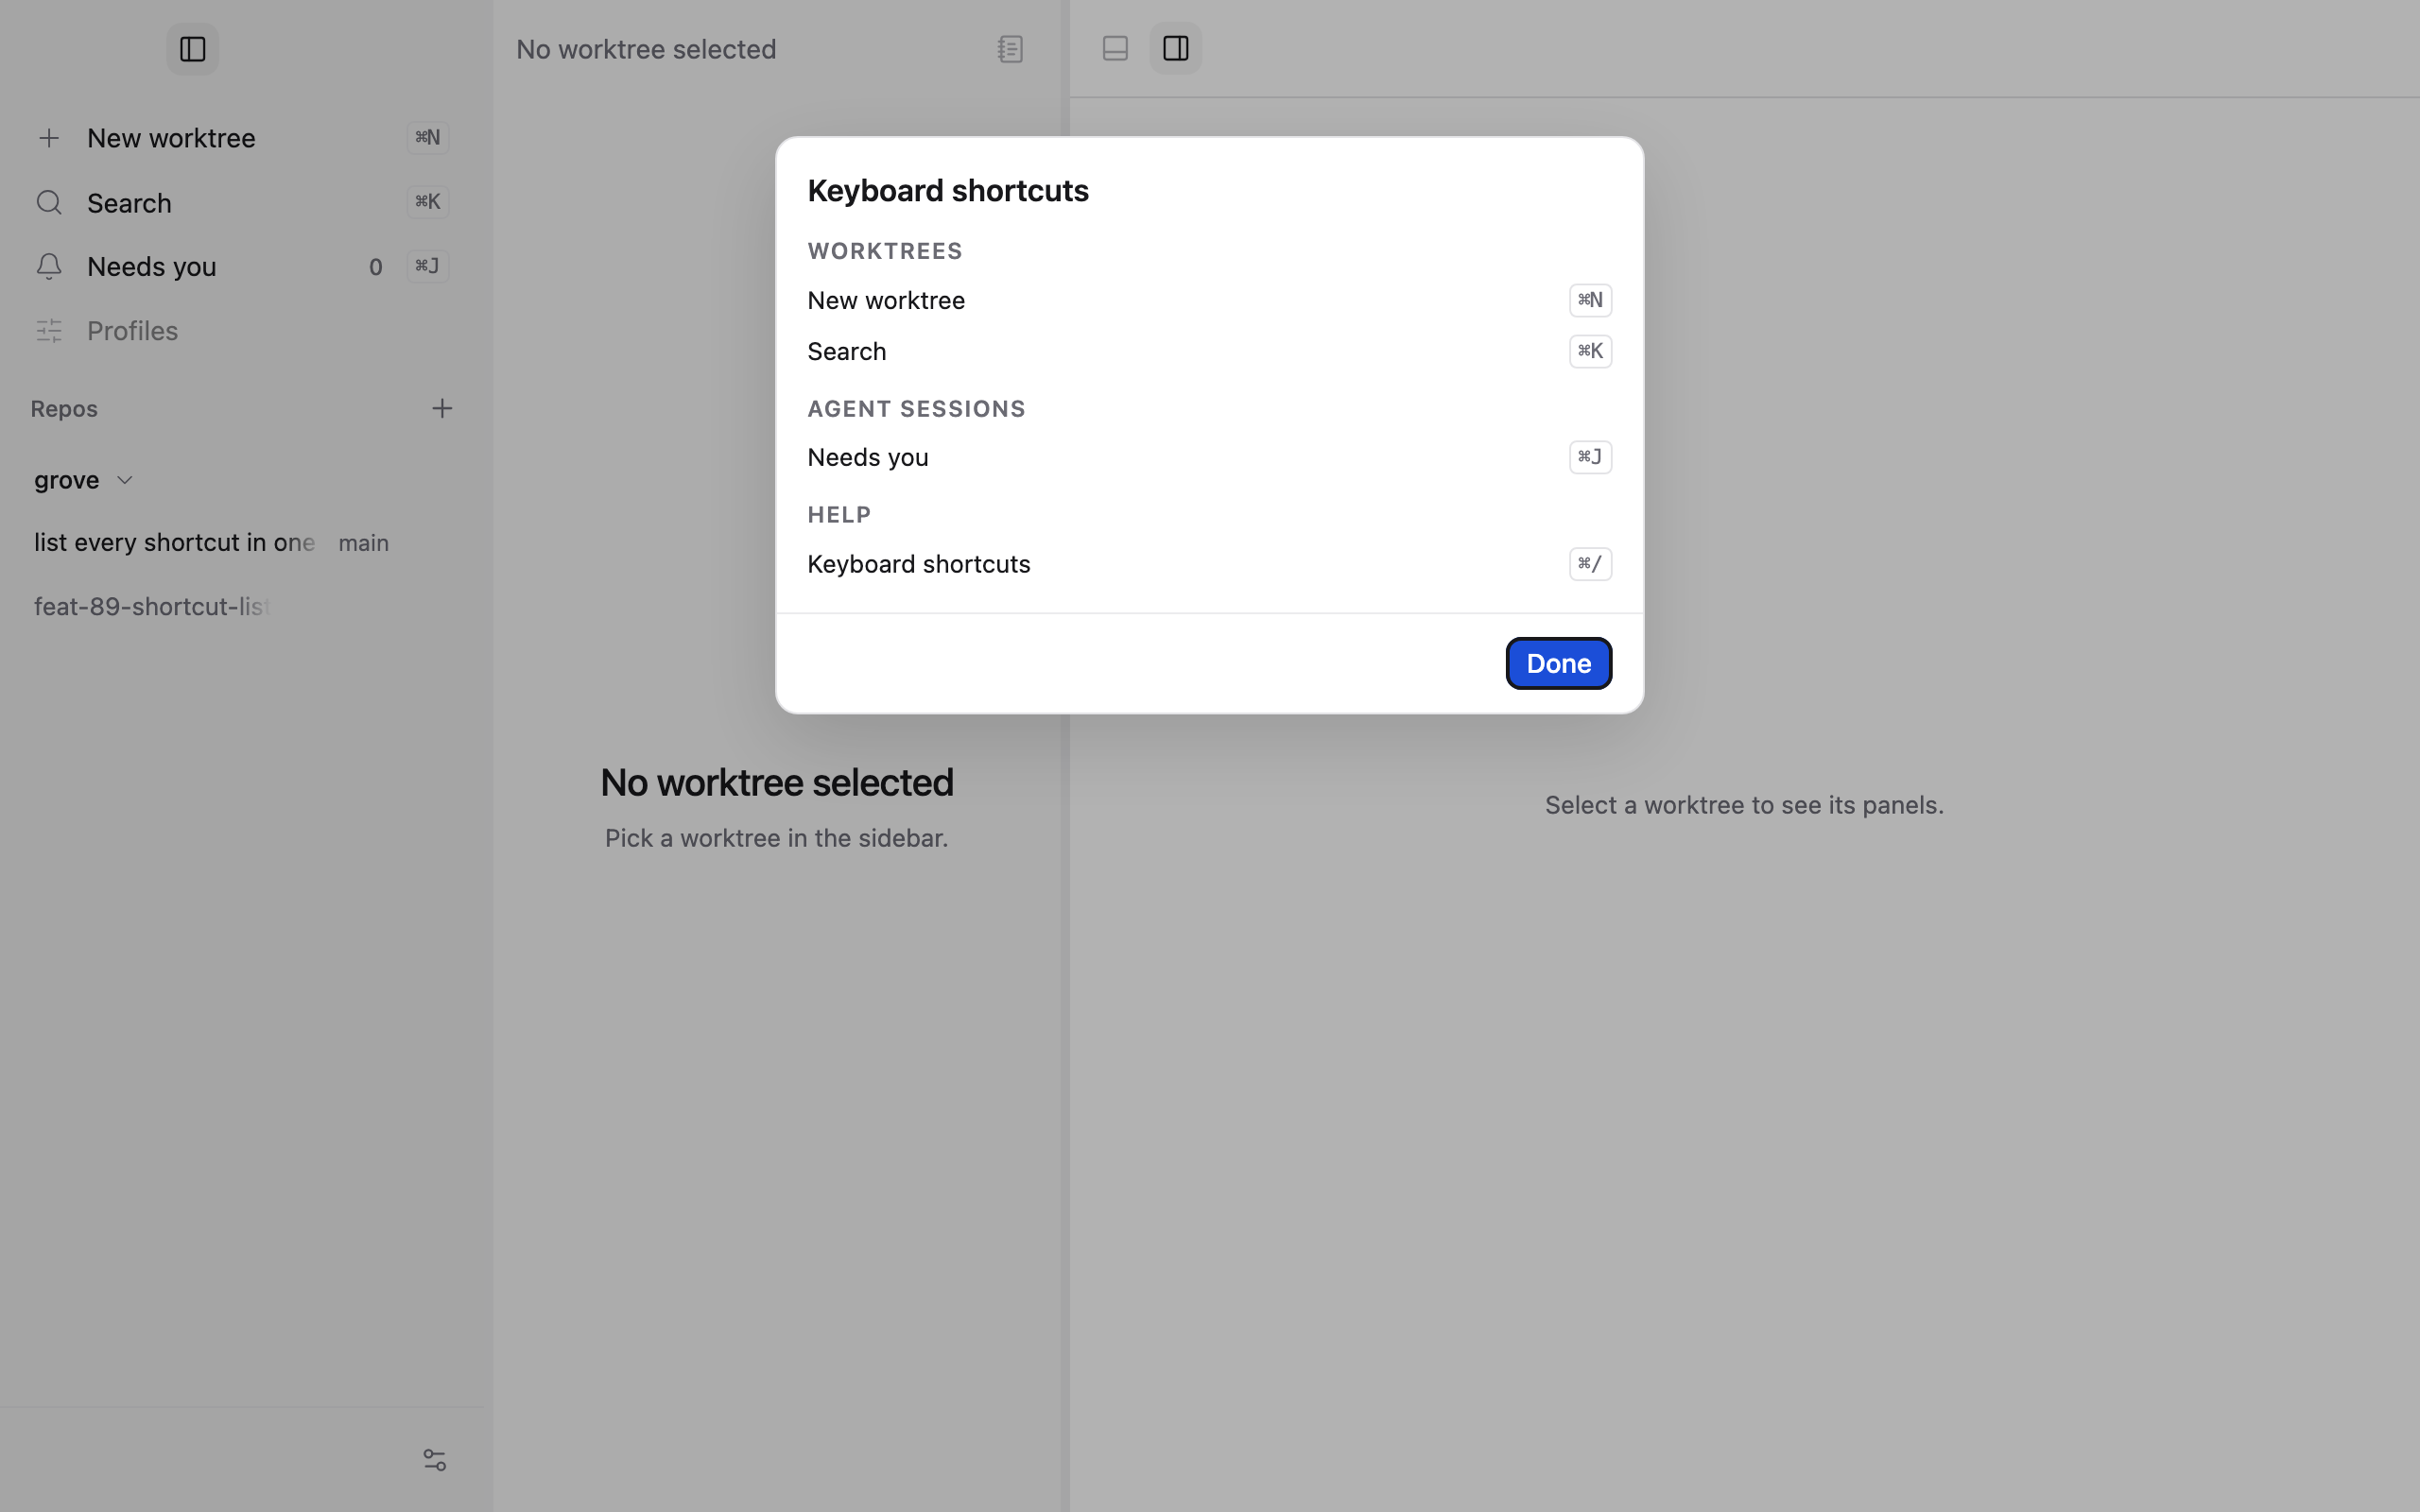 No worktree selected
New worktree ⌘N
Search ⌘K
Needs you 0 ⌘J
Profiles
Repos
grove
list every shortcut in one main
feat-89-shortcut-list
Keyboard shortcuts
WORKTREES
New worktree ⌘N
Search ⌘K
AGENT SESSIONS
Needs you ⌘J
HELP
Keyboard shortcuts ⌘/
Done
No worktree selected
Pick a worktree in the sidebar.
Select a worktree to see its panels.